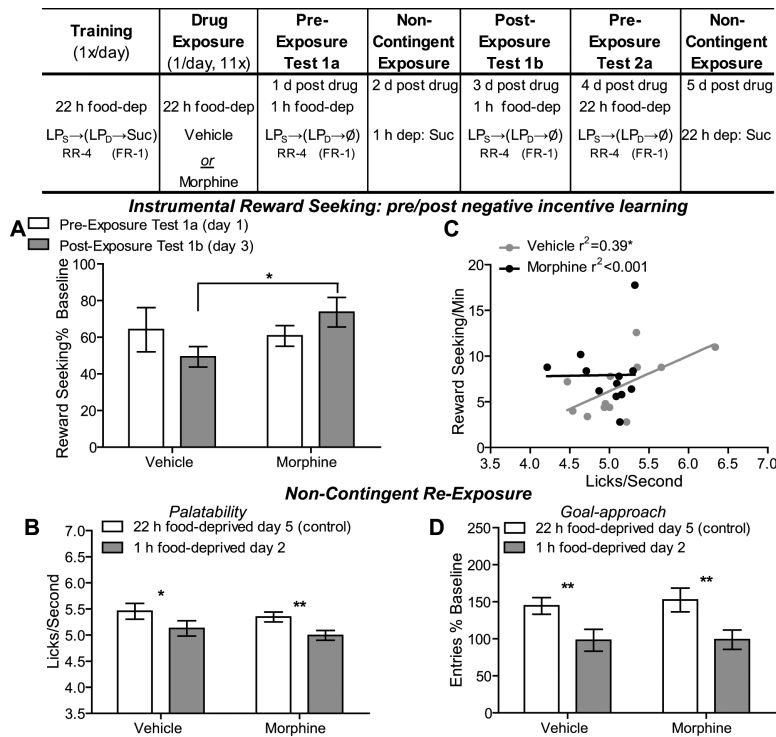 Training
(1x/day)
Drug
Exposure
(1/day, 11x)
Pre-
Exposure
Test 1a
Non-
Contingent
Exposure
Post-
Exposure
Test 1b
Pre-
Exposure
Test 2a
Non-
Contingent
Exposure
1 d post drug
2 d post drug
3 d post drug
4 d post drug
5 d post drug
22 h food-dep
22 h food-dep
1 h food-dep
1 h food-dep
22 h food-dep
LPS→(LPD→Suc)
RR-4 (FR-1)
Vehicle
or
Morphine
LPS→(LPD→Ø)
RR-4 (FR-1)
1 h dep: Suc
LPS→(LPD→Ø)
RR-4 (FR-1)
LPS→(LPD→Ø)
RR-4 (FR-1)
22 h dep: Suc
Instrumental Reward Seeking: pre/post negative incentive learning
A
Pre-Exposure Test 1a (day 1)
Post-Exposure Test 1b (day 3)
Reward Seeking% Baseline
100
80
60
40
20
0
*
Vehicle
Morphine
C
Vehicle r²=0.39*
Morphine r²<0.001
Reward Seeking/Min
20
15
10
5
0
3.5 4.0 4.5 5.0 5.5 6.0 6.5 7.0
Licks/Second
Non-Contingent Re-Exposure
B
Palatability
22 h food-deprived day 5 (control)
1 h food-deprived day 2
Licks/Second
7.0
6.5
6.0
5.5
5.0
4.5
4.0
3.5
*
**
Vehicle
Morphine
D
Goal-approach
22 h food-deprived day 5 (control)
1 h food-deprived day 2
Entries % Baseline
250
200
150
100
50
0
**
**
Vehicle
Morphine